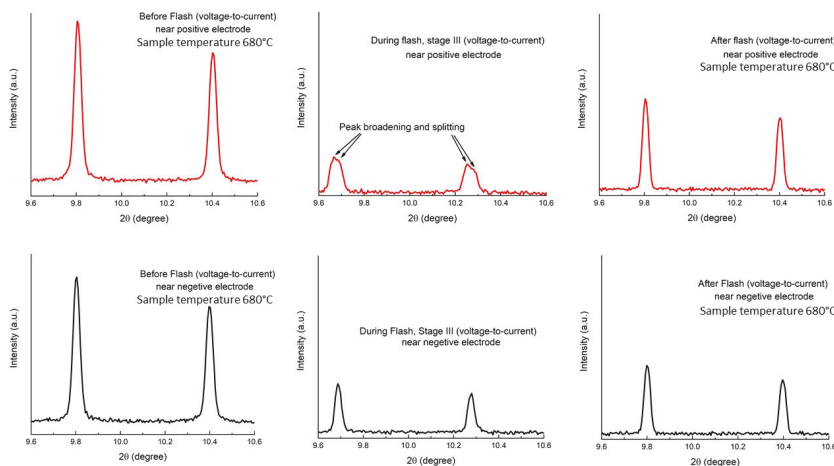 Before Flash (voltage-to-current)
near positive electrode
Sample temperature 680°C
Intensity (a.u.)
9.6 9.8 10.0 10.2 10.4 10.6
2θ (degree)
During flash, stage III (voltage-to-current)
near positive electrode
Peak broadening and splitting
Intensity (a.u.)
9.6 9.8 10.0 10.2 10.4 10.6
2θ (degree)
After flash (voltage-to-current)
near positive electrode
Sample temperature 680°C
Intensity (a.u.)
9.6 9.8 10.0 10.2 10.4 10.6
2θ (degree)
Before Flash (voltage-to-current)
near negetive electrode
Sample temperature 680°C
Intensity (a.u.)
9.6 9.8 10.0 10.2 10.4 10.6
2θ (degree)
During Flash, Stage III (voltage-to-current)
near negetive electrode
Intensity (a.u.)
9.6 9.8 10.0 10.2 10.4 10.6
2θ (degree)
After Flash (voltage-to-current)
near negetive electrode
Sample temperature 680°C
Intensity (a.u.)
9.6 9.8 10.0 10.2 10.4 10.6
2θ (degree)